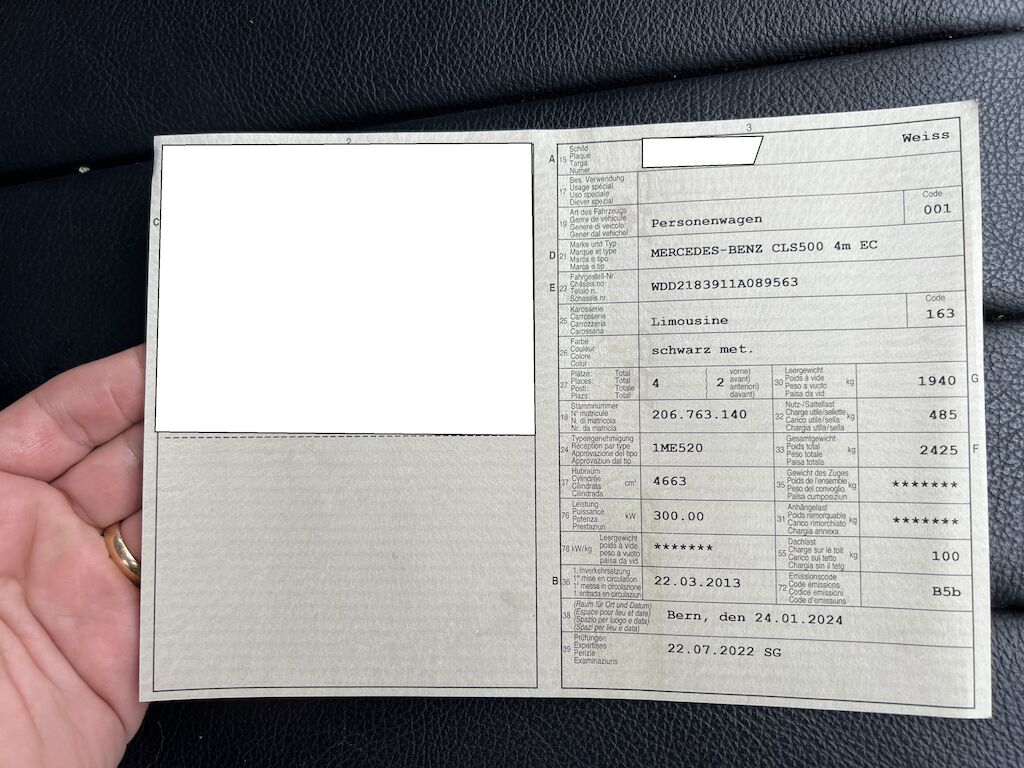 2
3
C
A
15
Schild
Plaque
Targa
Numer
Weiss
17
Bes. Verwendung
Usage spécial
Uso speciale
Diever spezial
19
Art des Fahrzeugs
Genre de véhicule
Genere di veicolo
Gener dal vehichel
Personenwagen
Code
001
D
21
Marke und Typ
Marque et type
Marca e tipo
Marca e tip
MERCEDES-BENZ CLS500 4m EC
E
23
Fahrgestell-Nr.
Châssis no
Telaio n.
Schassis nr.
WDD2183911A089563
25
Karosserie
Carrosserie
Carrozzeria
Carossaria
Limousine
Code
163
26
Farbe
Couleur
Colore
Colur
schwarz met.
27
Plätze: Total
Places: Total
Posti: Totale
Plazs: Total
4
( 2
vorne)
avant)
anteriori)
davant)
30
Leergewicht
Poids à vide
Peso a vuoto
Paisa da vid
kg
1940
G
18
Stammnummer
N° matricule
N. di matricola
Nr. da matricla
206.763.140
32
Nutz-/Sattellast
Charge utile/sellette
Carico utile/sella
Chargia utila/sella
kg
485
24
Typengenehmigung
Réception par type
Approvazione del tipo
Approvaziun dal tip
1ME520
33
Gesamtgewicht
Poids total
Peso totale
Paisa totala
kg
2425
F
37
Hubraum
Cylindrée
Cilindrata
Cilindrada
cm³
4663
35
Gewicht des Zuges
Poids de l'ensemble
Peso del convoglio
Paisa cumposiziun
kg
*******
76
Leistung
Puissance
Potenza
Prestaziun
kW
300.00
31
Anhängelast
Poids remorquable
Carico rimorchiato
Chargia annexa
kg
*******
78 kW/kg
Leergewicht
poids à vide
peso a vuoto
paisa da vid
*******
55
Dachlast
Charge sur le toit
Carico sul tetto
Chargia sin il tetg
kg
100
B
36
1. Inverkehrsetzung
1re mise en circulation
1a messa in circolazione
1. entrada en circulaziun
22.03.2013
72
Emissionscode
Code émissions
Codice emissioni
Code d'emissiuns
B5b
38
(Raum für Ort und Datum)
(Espace pour lieu et date)
(Spazio per luogo e data)
(Spazi per lieu e data)
Bern, den 24.01.2024
39
Prüfungen
Expertises
Perizie
Examinaziuns
22.07.2022 SG